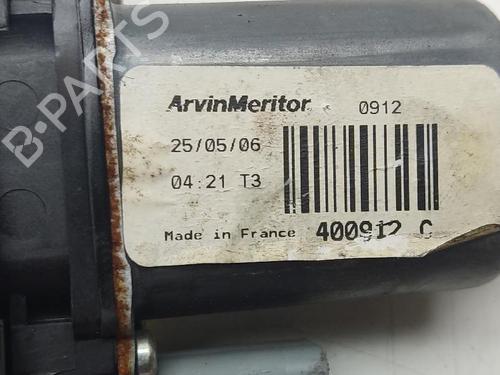 B-PARTS
ArvinMeritor 0912
25/05/06
04:21 T3
Made in France 400912 C